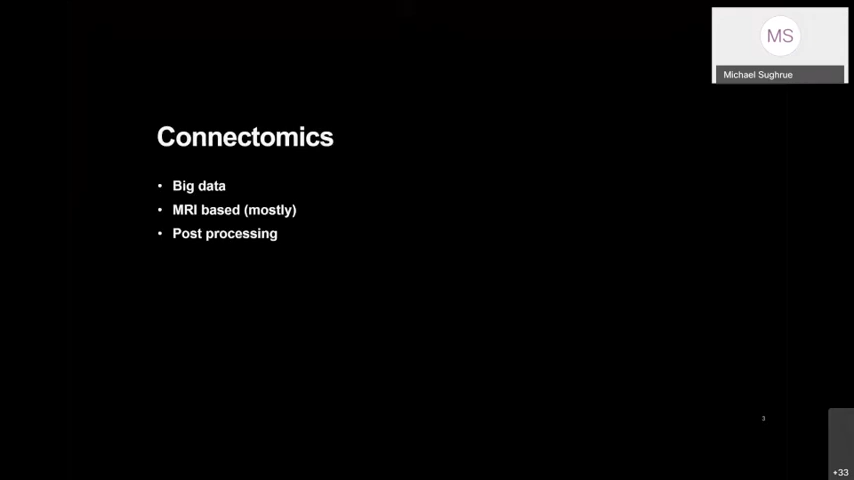 MS
Michael Sughrue
Connectomics
• Big data
• MRI based (mostly)
• Post processing
3
+33